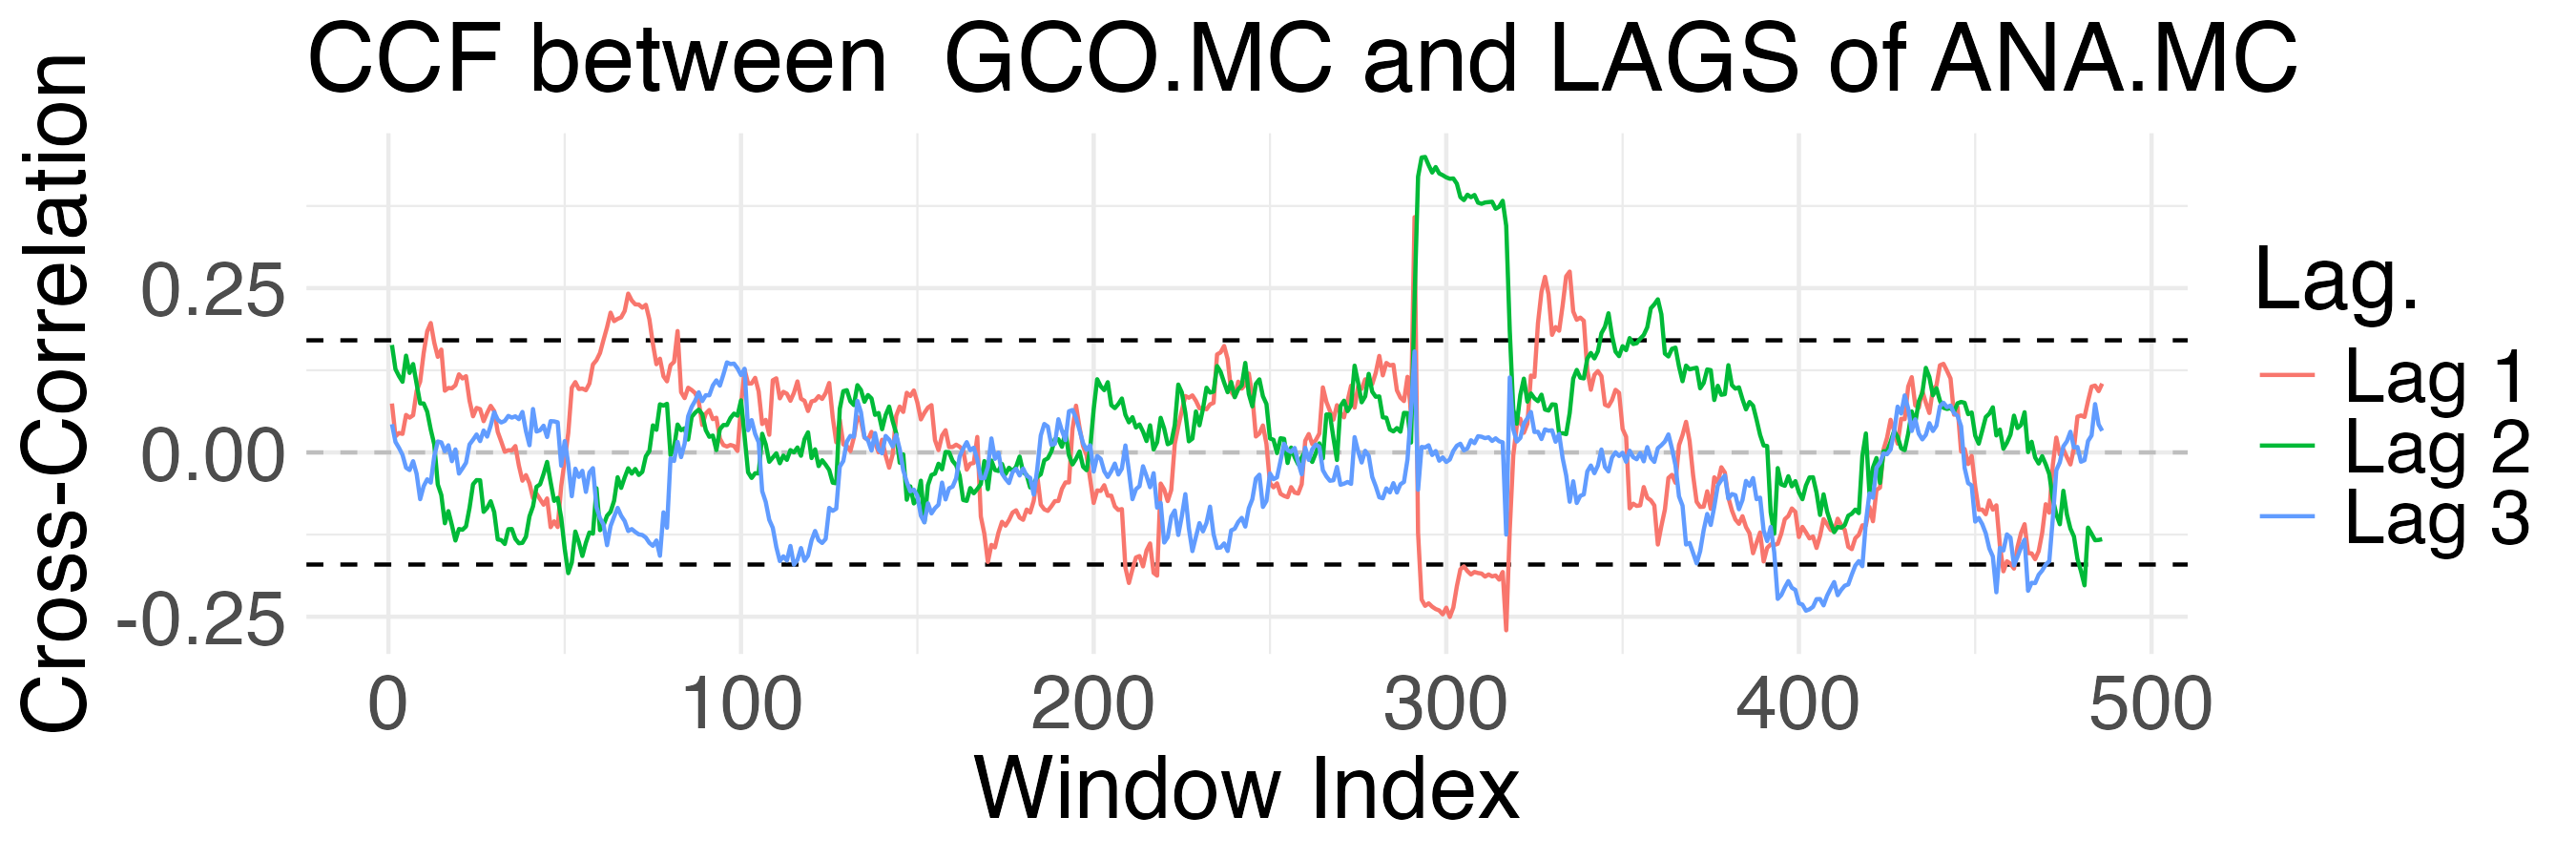 CCF between  GCO.MC and LAGS of ANA.MC
Cross-Correlation
0.25
0.00
-0.25
0 100 200 300 400 500
Window Index
Lag.
Lag 1
Lag 2
Lag 3